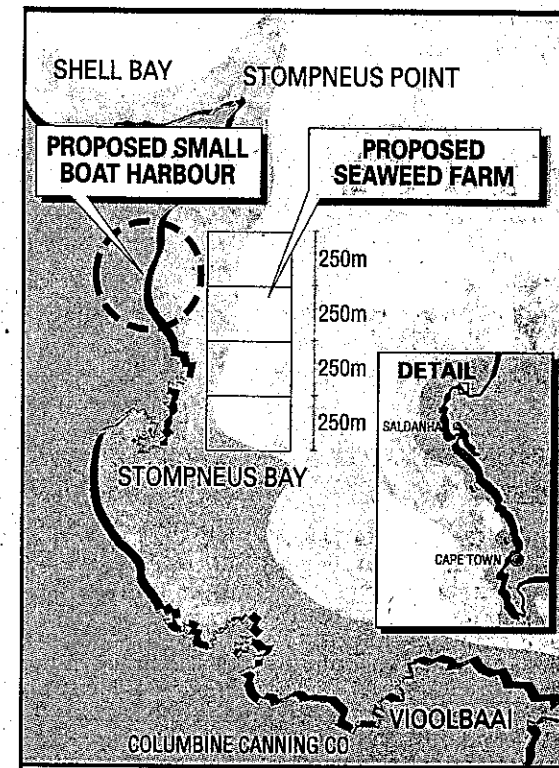 SHELL BAY
STOMPNEUS POINT
PROPOSED SMALL
BOAT HARBOUR
PROPOSED
SEAWEED FARM
250m
250m
250m
250m
DETAIL
SALDANHA
CAPE TOWN
STOMPNEUS BAY
VIOOLBAAI
COLUMBINE CANNING CO